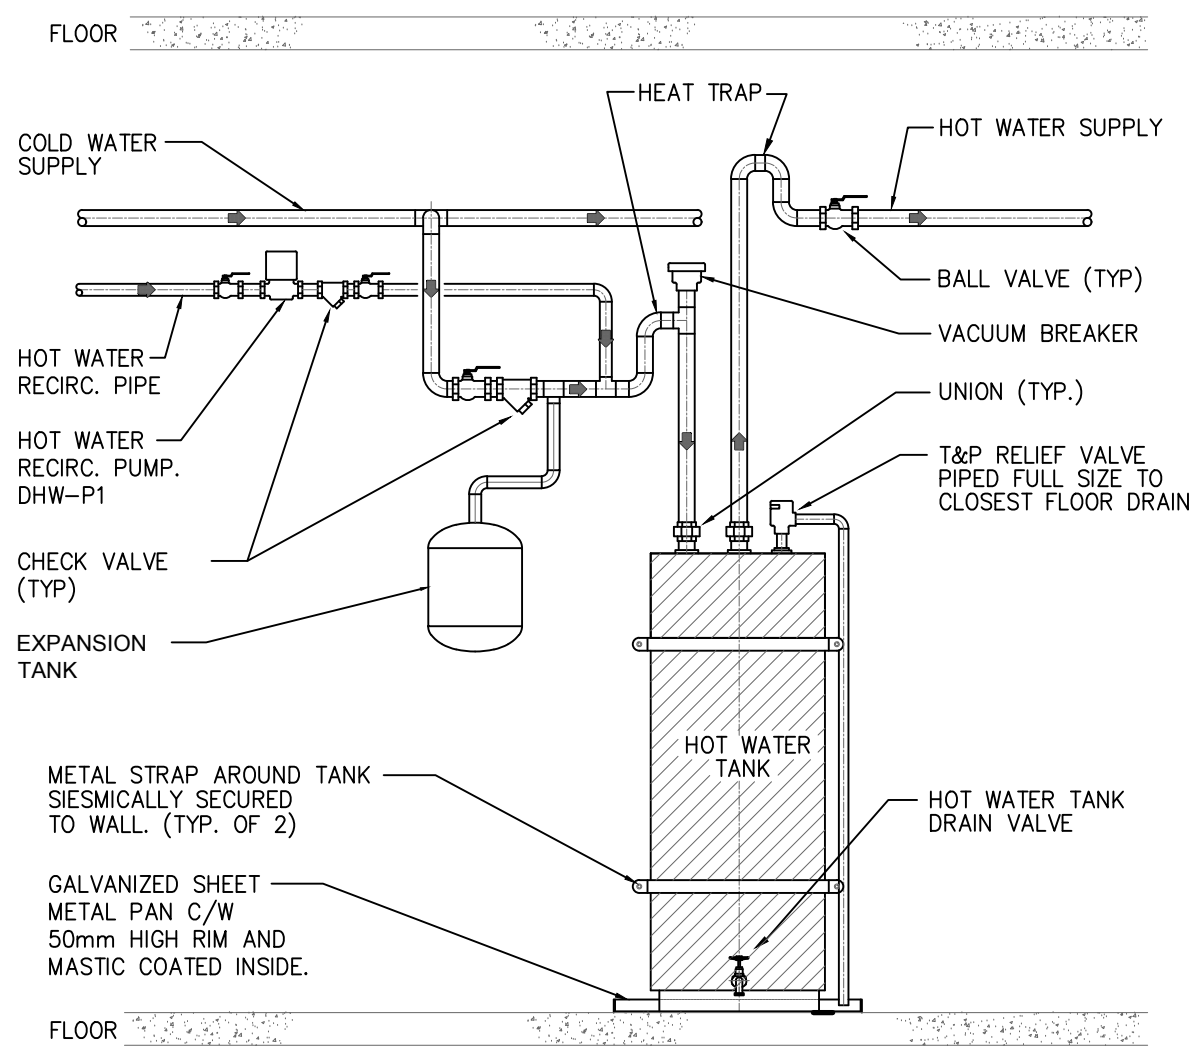 FLOOR
HEAT TRAP
HOT WATER SUPPLY
COLD WATER
SUPPLY
BALL VALVE (TYP)
VACUUM BREAKER
HOT WATER
RECIRC. PIPE
UNION (TYP.)
HOT WATER
RECIRC. PUMP.
DHW-P1
T&P RELIEF VALVE
PIPED FULL SIZE TO
CLOSEST FLOOR DRAIN
CHECK VALVE
(TYP)
EXPANSION
TANK
HOT WATER
TANK
METAL STRAP AROUND TANK
SIESMICALLY SECURED
TO WALL. (TYP. OF 2)
HOT WATER TANK
DRAIN VALVE
GALVANIZED SHEET
METAL PAN C/W
50mm HIGH RIM AND
MASTIC COATED INSIDE.
FLOOR